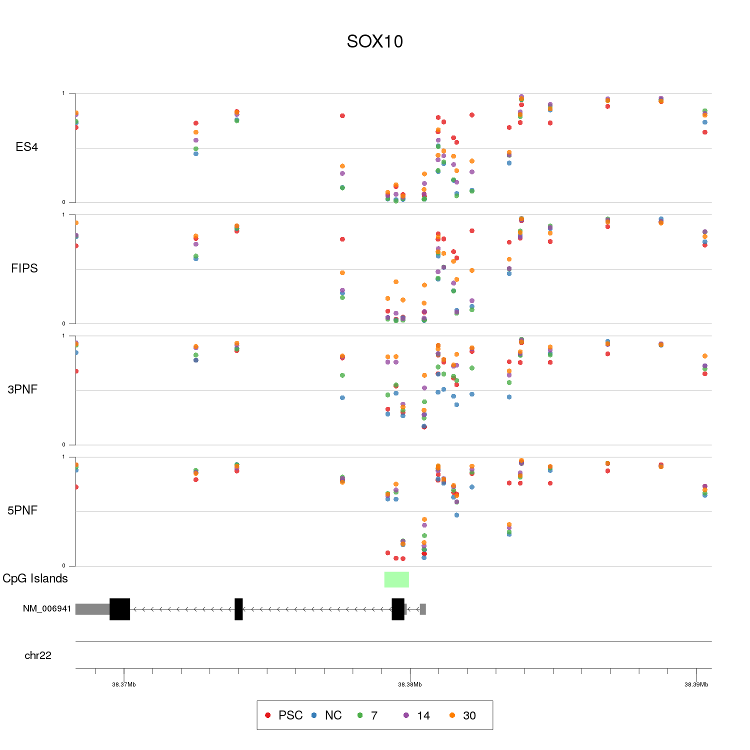 SOX10
1
ES4
0
1
FIPS
0
1
3PNF
0
1
5PNF
0
CpG Islands
NM_006941
chr22
38.37Mb 38.38Mb 38.39Mb
PSC NC 7 14 30